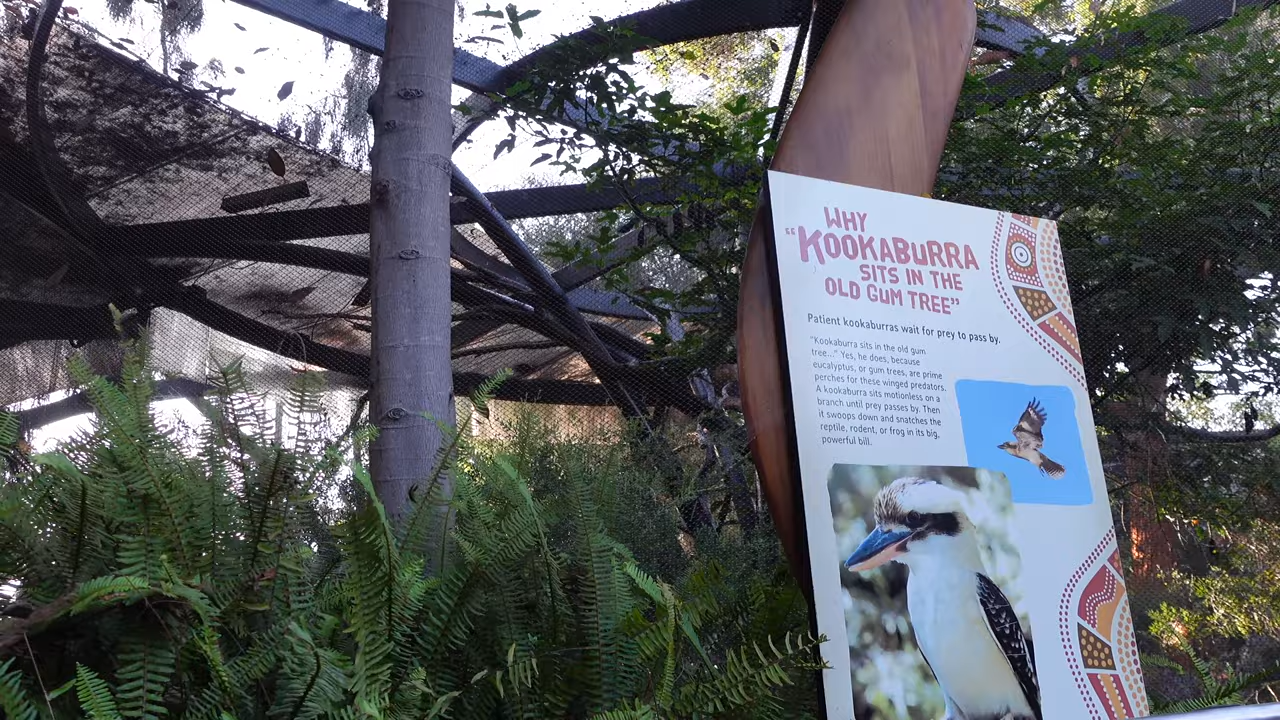 WHY
"KOOKABURRA
SITS IN THE
OLD GUM TREE"
Patient kookaburras wait for prey to pass by.
"Kookaburra sits in the old gum
tree..." Yes, he does, because
eucalyptus, or gum trees, are prime
perches for these winged predators.
A kookaburra sits motionless on a
branch until prey passes by. Then
it swoops down and snatches the
reptile, rodent, or frog in its big,
powerful bill.